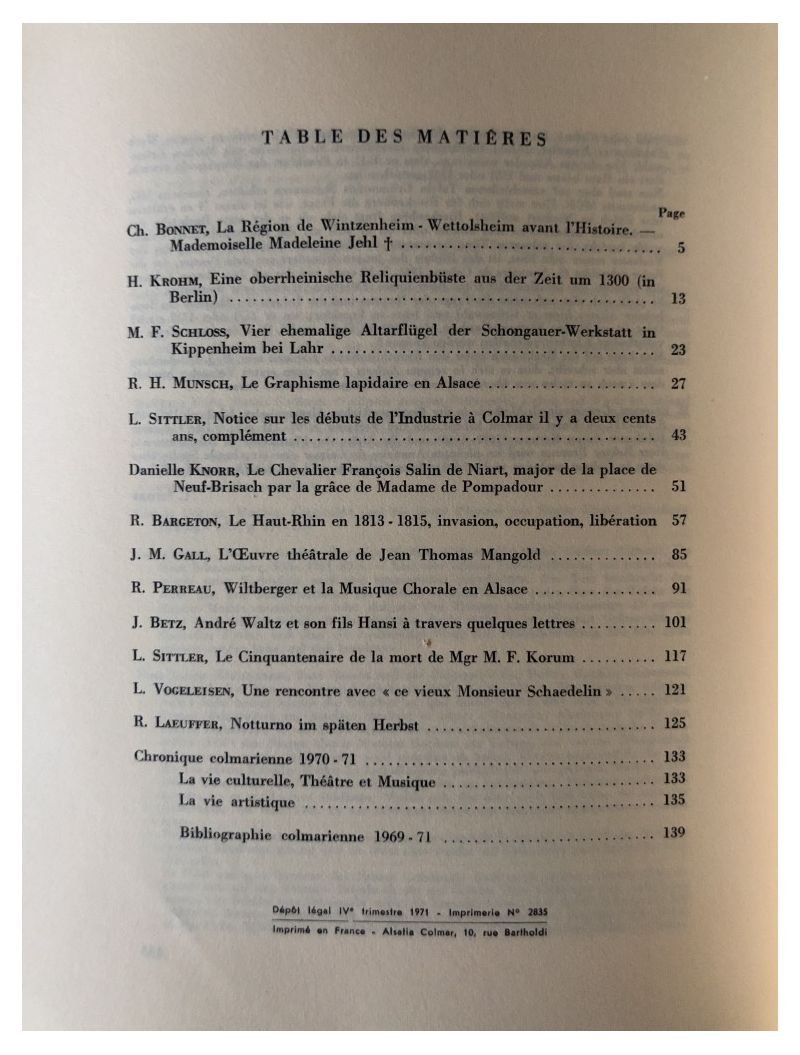 TABLE DES MATIÈRES
Page
Ch. BONNET, La Région de Wintzenheim - Wettolsheim avant l'Histoire. —
Mademoiselle Madeleine Jehl † ................................ 5
H. KROHM, Eine oberrheinische Reliquienbüste aus der Zeit um 1300 (in
Berlin) ........................................................ 13
M. F. SCHLOSS, Vier ehemalige Altarflügel der Schongauer-Werkstatt in
Kippenheim bei Lahr .......................................... 23
R. H. MUNSCH, Le Graphisme lapidaire en Alsace ...................... 27
L. SITTLER, Notice sur les débuts de l'Industrie à Colmar il y a deux cents
ans, complément ............................................... 43
Danielle KNORR, Le Chevalier François Salin de Niart, major de la place de
Neuf-Brisach par la grâce de Madame de Pompadour .............. 51
R. BARGETON, Le Haut-Rhin en 1813 - 1815, invasion, occupation, libération 57
J. M. GALL, L'Œuvre théâtrale de Jean Thomas Mangold .............. 85
R. PERREAU, Wiltberger et la Musique Chorale en Alsace ................ 91
J. BETZ, André Waltz et son fils Hansi à travers quelques lettres .......... 101
L. SITTLER, Le Cinquantenaire de la mort de Mgr M. F. Korum .......... 117
L. VOGELEISEN, Une rencontre avec « ce vieux Monsieur Schaedelin » ..... 121
R. LAEUFFER, Notturno im späten Herbst .............................. 125
Chronique colmarienne 1970 - 71 ...................................... 133
La vie culturelle, Théâtre et Musique ............................ 133
La vie artistique .............................................. 135
Bibliographie colmarienne 1969 - 71 ............................ 139
Dépôt légal IVe trimestre 1971 - Imprimerie N° 2835
Imprimé en France - Alsatia Colmar, 10, rue Bartholdi